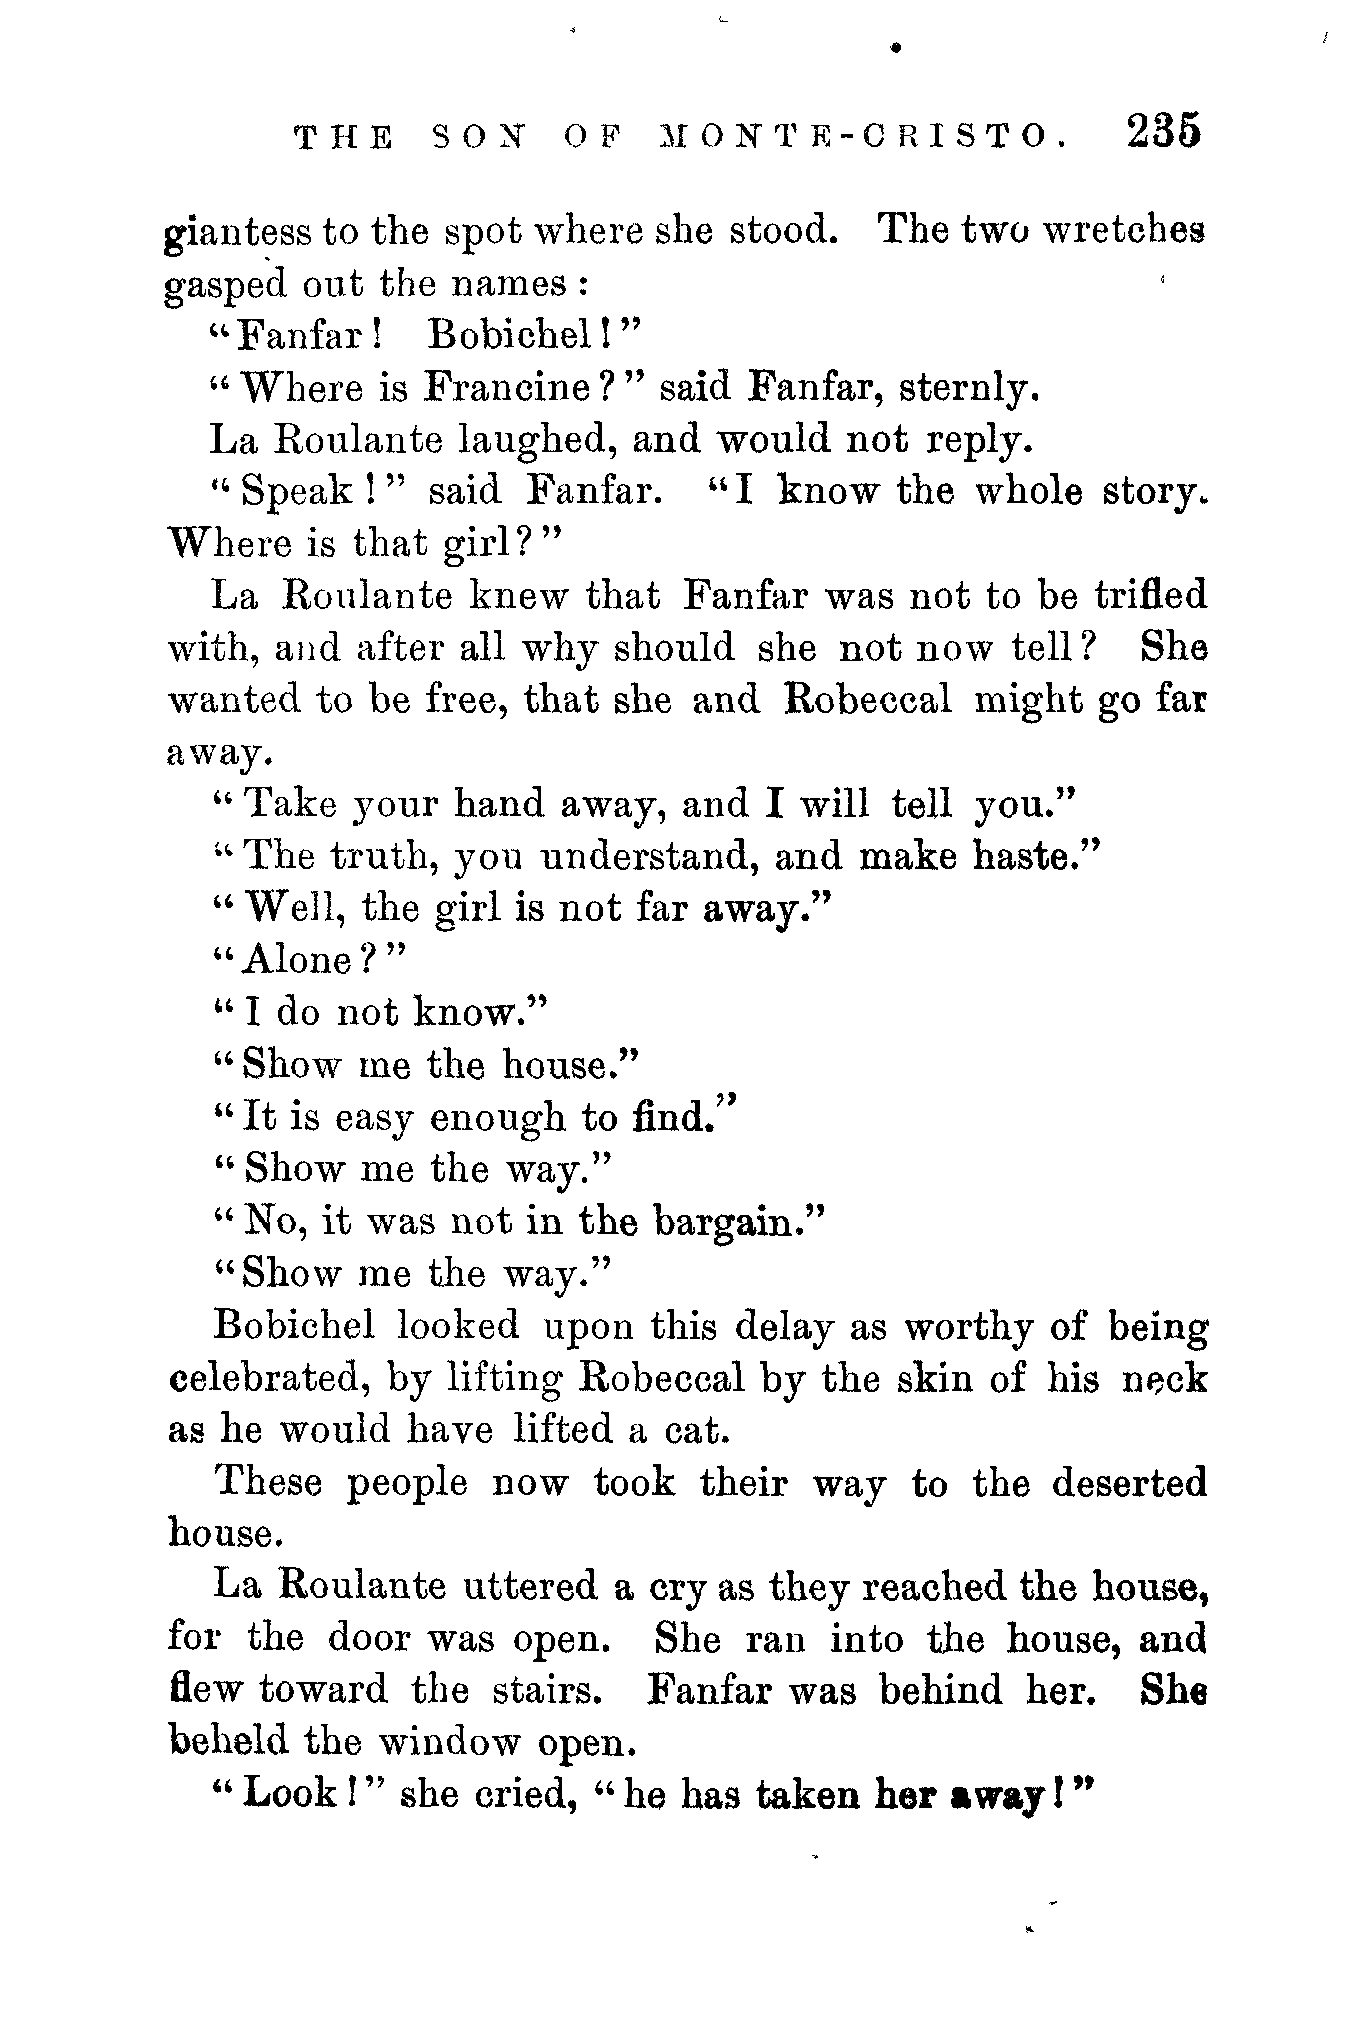 THE SON OF MONTE-CRISTO. 235
giantess to the spot where she stood. The two wretches
gasped out the names :
"Fanfar! Bobichel!"
"Where is Francine?" said Fanfar, sternly.
La Roulante laughed, and would not reply.
"Speak!" said Fanfar. "I know the whole story.
Where is that girl?"
La Roulante knew that Fanfar was not to be trifled
with, and after all why should she not now tell? She
wanted to be free, that she and Robeccal might go far
away.
"Take your hand away, and I will tell you."
"The truth, you understand, and make haste."
"Well, the girl is not far away."
"Alone?"
"I do not know."
"Show me the house."
"It is easy enough to find."
"Show me the way."
"No, it was not in the bargain."
"Show me the way."
Bobichel looked upon this delay as worthy of being
celebrated, by lifting Robeccal by the skin of his neck
as he would have lifted a cat.
These people now took their way to the deserted
house.
La Roulante uttered a cry as they reached the house,
for the door was open. She ran into the house, and
flew toward the stairs. Fanfar was behind her. She
beheld the window open.
"Look!" she cried, "he has taken her away!"